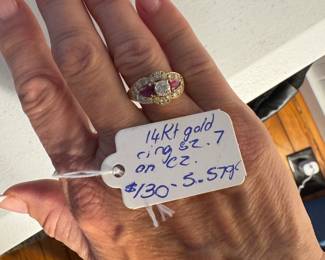 14Kt gold
ring sz. 7
on cz.
$130 - 5.57g